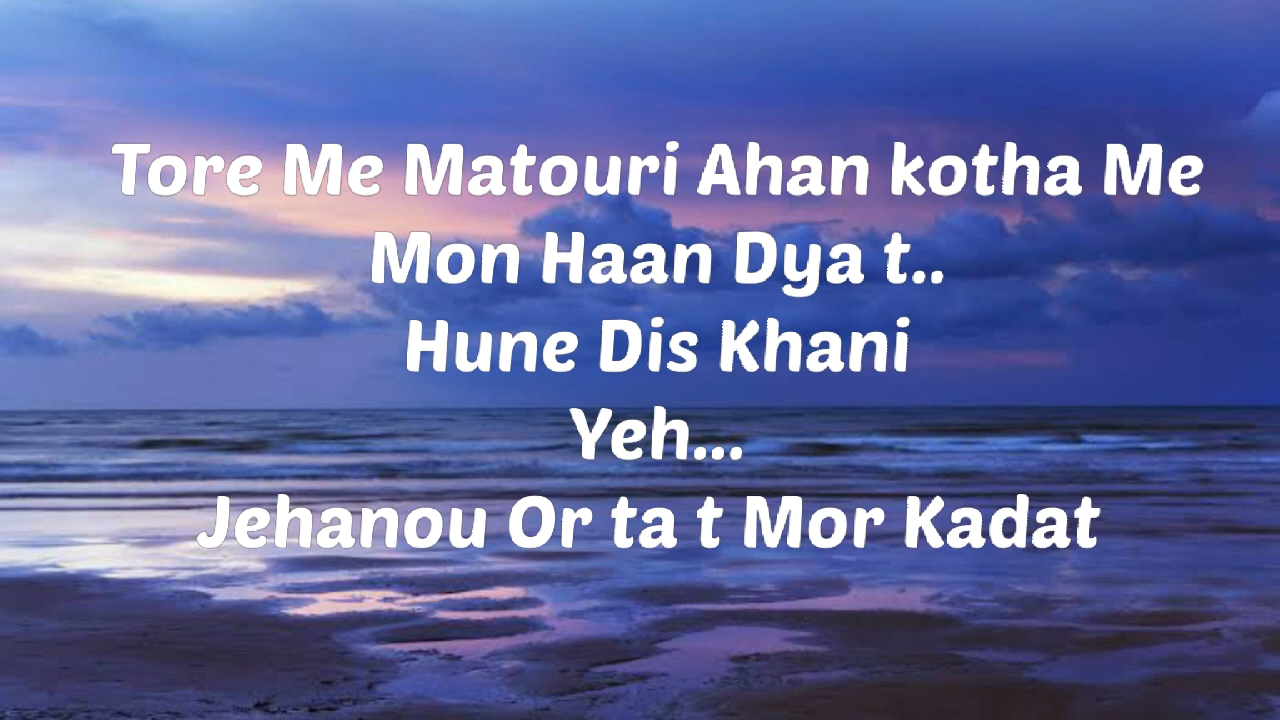 Tore Me Matouri Ahan kotha Me
Mon Haan Dya t..
Hune Dis Khani
Yeh...
Jehanou Or ta t Mor Kadat